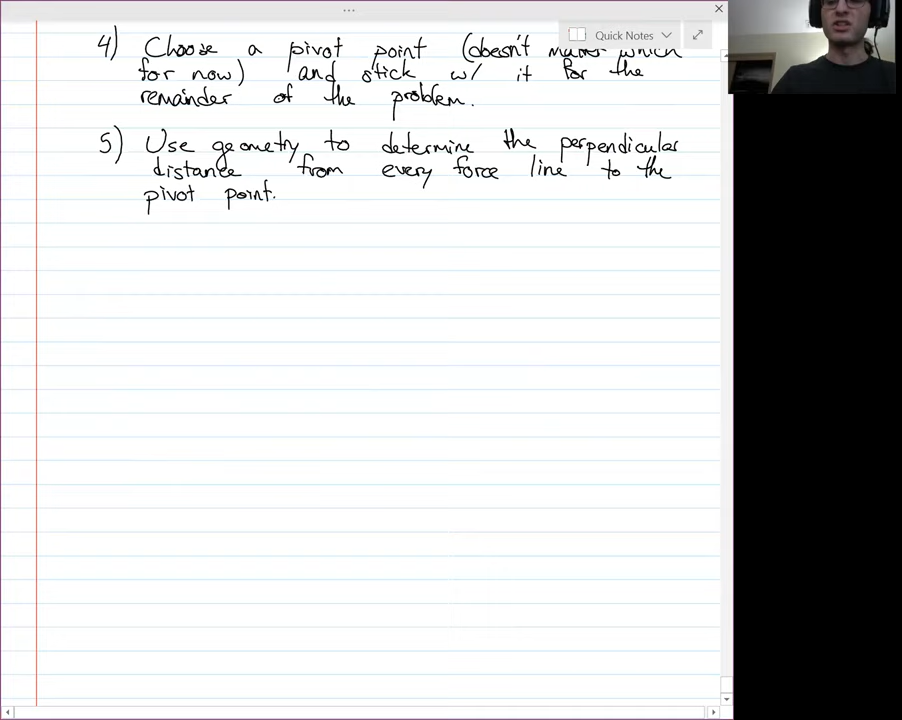 4) Choose a pivot point (doesn't matter which
Quick Notes
for now) and stick w/ it for the
remainder of the problem.
5) Use geometry to determine the perpendicular
distance from every force line to the
pivot point.